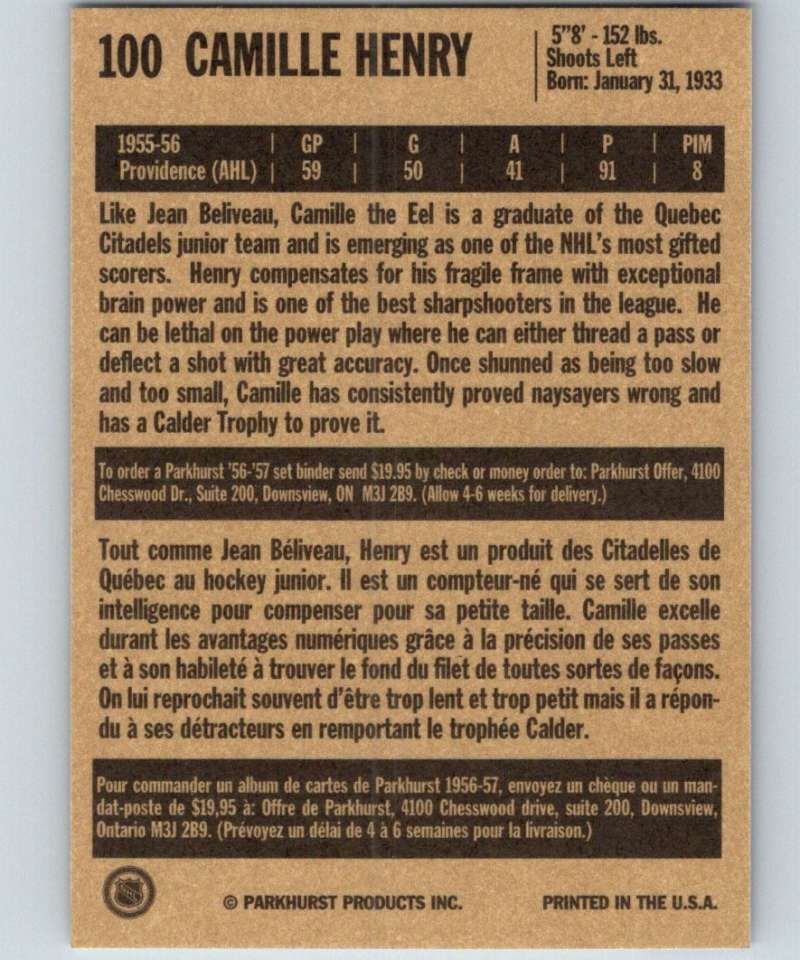 100 CAMILLE HENRY
5"8' - 152 lbs.
Shoots Left
Born: January 31, 1933
1955-56 | GP | G | A | P | PIM
Providence (AHL) | 59 | 50 | 41 | 91 | 8
Like Jean Beliveau, Camille the Eel is a graduate of the Quebec
Citadels junior team and is emerging as one of the NHL's most gifted
scorers. Henry compensates for his fragile frame with exceptional
brain power and is one of the best sharpshooters in the league. He
can be lethal on the power play where he can either thread a pass or
deflect a shot with great accuracy. Once shunned as being too slow
and too small, Camille has consistently proved naysayers wrong and
has a Calder Trophy to prove it.
To order a Parkhurst '56-'57 set binder send $19.95 by check or money order to: Parkhurst Offer, 4100
Chesswood Dr., Suite 200, Downsview, ON M3J 2B9. (Allow 4-6 weeks for delivery.)
Tout comme Jean Béliveau, Henry est un produit des Citadelles de
Québec au hockey junior. Il est un compteur-né qui se sert de son
intelligence pour compenser pour sa petite taille. Camille excelle
durant les avantages numériques grâce à la précision de ses passes
et à son habileté à trouver le fond du filet de toutes sortes de façons.
On lui reprochait souvent d'être trop lent et trop petit mais il a répon-
du à ses détracteurs en remportant le trophée Calder.
Pour commander un album de cartes de Parkhurst 1956-57, envoyez un chèque ou un man-
dat-poste de $19,95 à: Offre de Parkhurst, 4100 Chesswood drive, suite 200, Downsview,
Ontario M3J 2B9. (Prévoyez un délai de 4 à 6 semaines pour la livraison.)
NHL
© PARKHURST PRODUCTS INC.
PRINTED IN THE U.S.A.